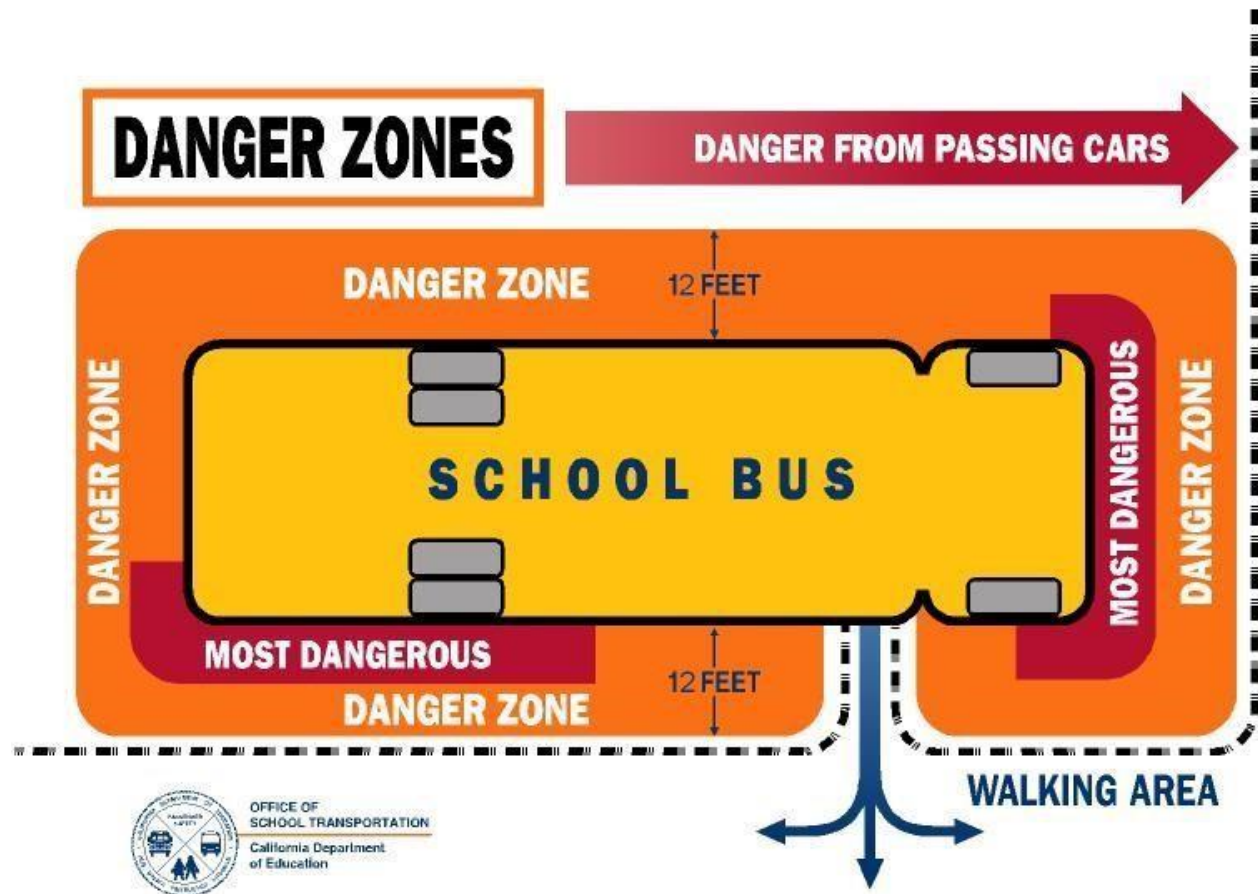 DANGER ZONES
DANGER FROM PASSING CARS
DANGER ZONE
12 FEET
DANGER ZONE
SCHOOL BUS
MOST DANGEROUS
DANGER ZONE
MOST DANGEROUS
12 FEET
DANGER ZONE
WALKING AREA
OFFICE OF
SCHOOL TRANSPORTATION
California Department
of Education